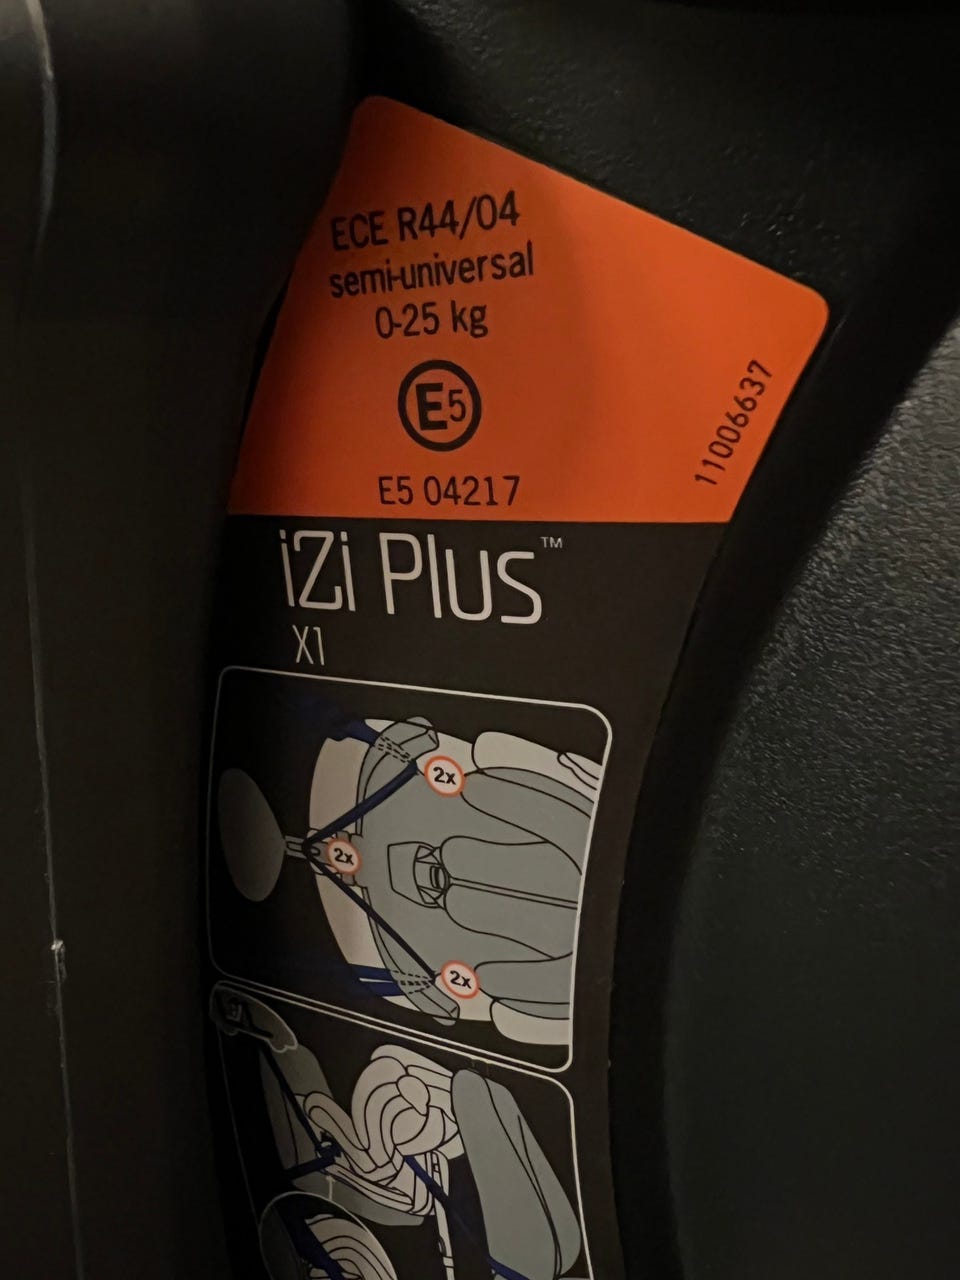 ECE R44/04
semi-universal
0-25 kg
E5
E5 04217
11006637
iZi Plus™
X1
2x
2x
2x